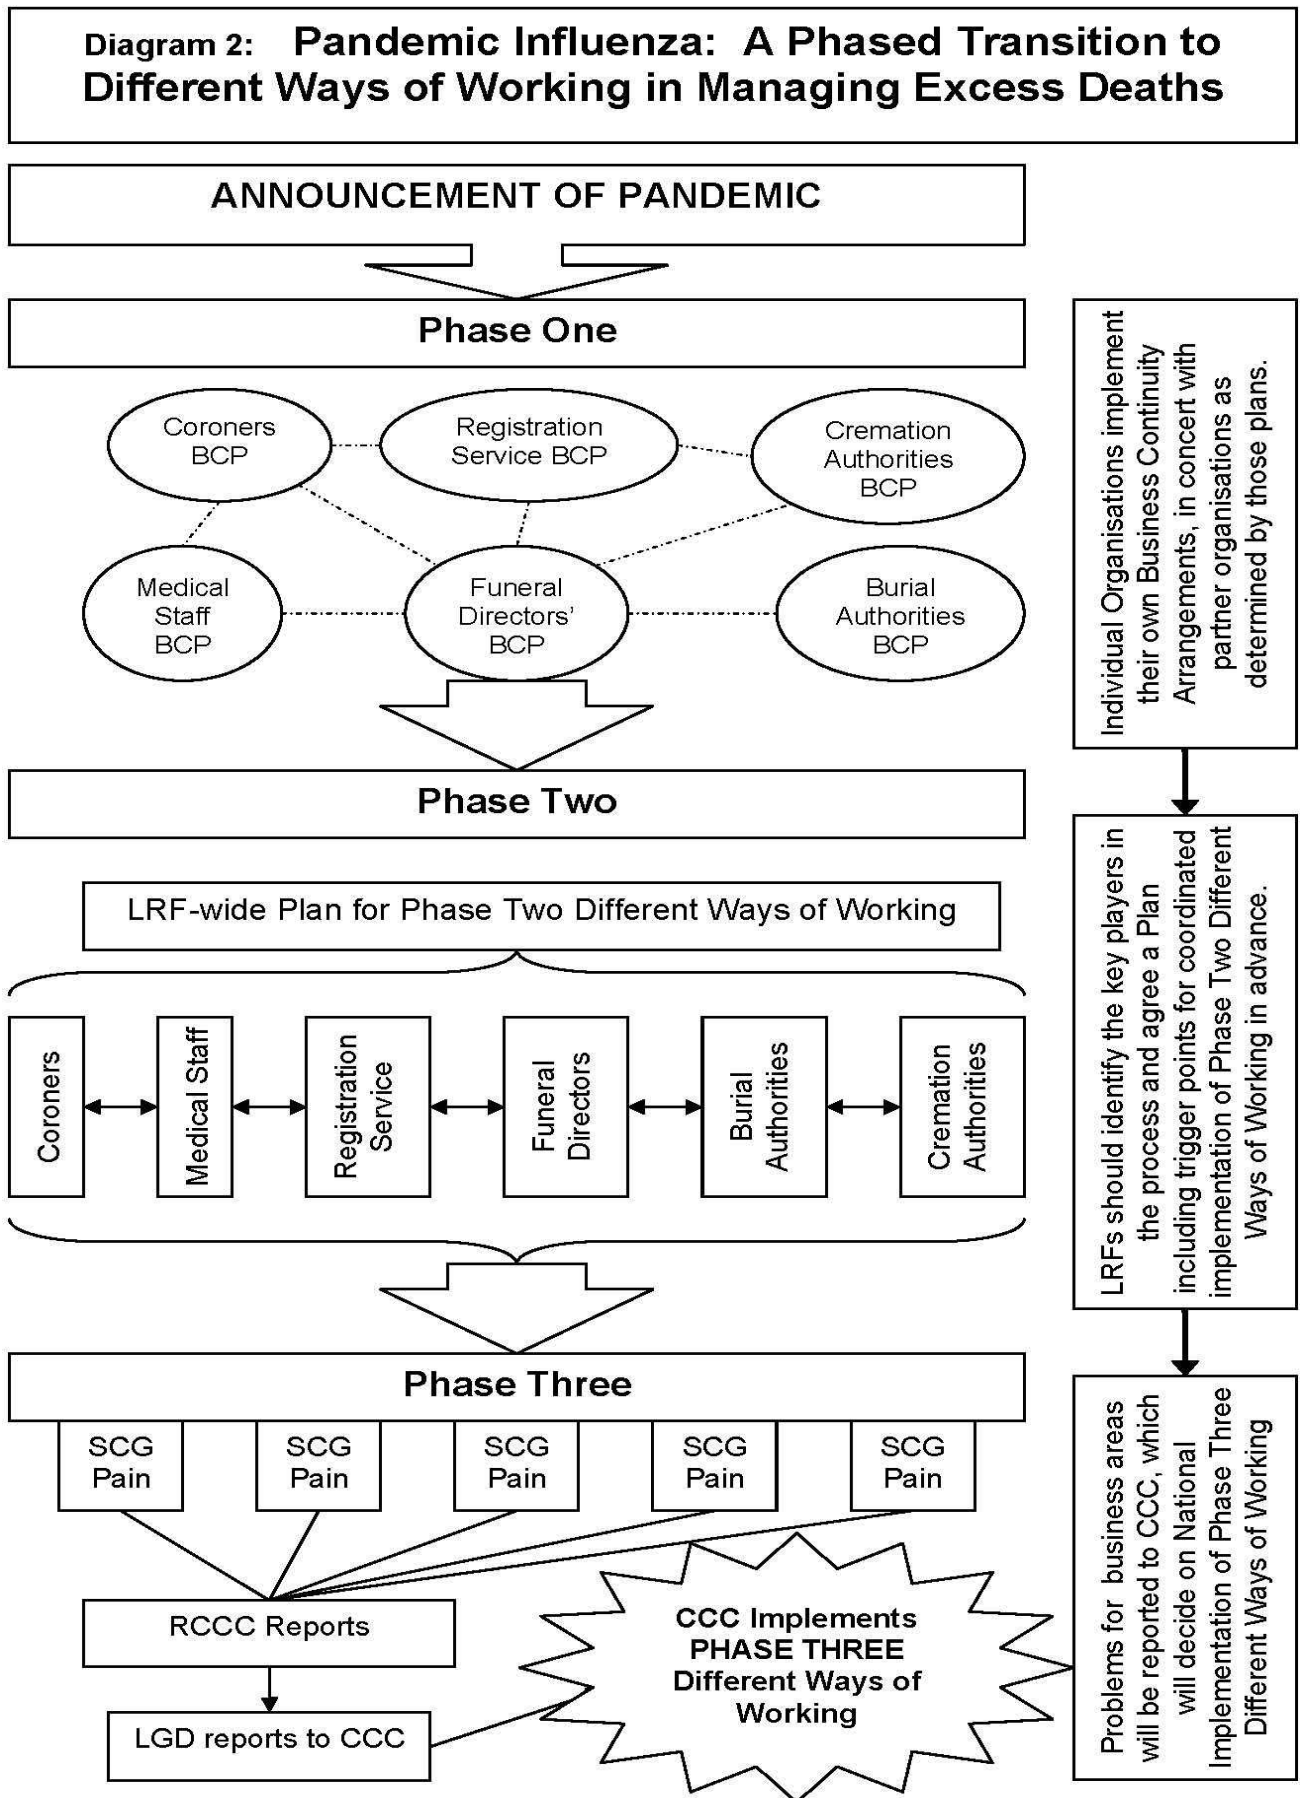 Diagram 2: Pandemic Influenza: A Phased Transition to
Different Ways of Working in Managing Excess Deaths
ANNOUNCEMENT OF PANDEMIC
Phase One
Coroners
BCP
Registration
Service BCP
Cremation
Authorities
BCP
Medical
Staff
BCP
Funeral
Directors’
BCP
Burial
Authorities
BCP
Individual Organisations implement
their own Business Continuity
Arrangements, in concert with
partner organisations as
determined by those plans.
Phase Two
LRF-wide Plan for Phase Two Different Ways of Working
Coroners
Medical Staff
Registration
Service
Funeral
Directors
Burial
Authorities
Cremation
Authorities
LRFs should identify the key players in
the process and agree a Plan
including trigger points for coordinated
implementation of Phase Two Different
Ways of Working in advance.
Phase Three
SCG
Pain
SCG
Pain
SCG
Pain
SCG
Pain
SCG
Pain
RCCC Reports
LGD reports to CCC
CCC Implements
PHASE THREE
Different Ways of
Working
Problems for business areas
will be reported to CCC, which
will decide on National
Implementation of Phase Three
Different Ways of Working